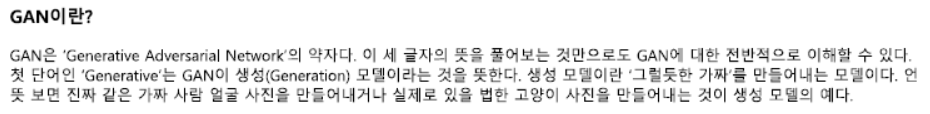 GAN이란?
GAN은 'Generative Adversarial Network'의 약자다. 이 세 글자의 뜻을 풀어보는 것만으로도 GAN에 대한 전반적으로 이해할 수 있다.
첫 단어인 'Generative'는 GAN이 생성(Generation) 모델이라는 것을 뜻한다. 생성 모델이란 '그럴듯한 가짜'를 만들어내는 모델이다. 언
뜻 보면 진짜 같은 가짜 사람 얼굴 사진을 만들어내거나 실제로 있을 법한 고양이 사진을 만들어내는 것이 생성 모델의 예다.